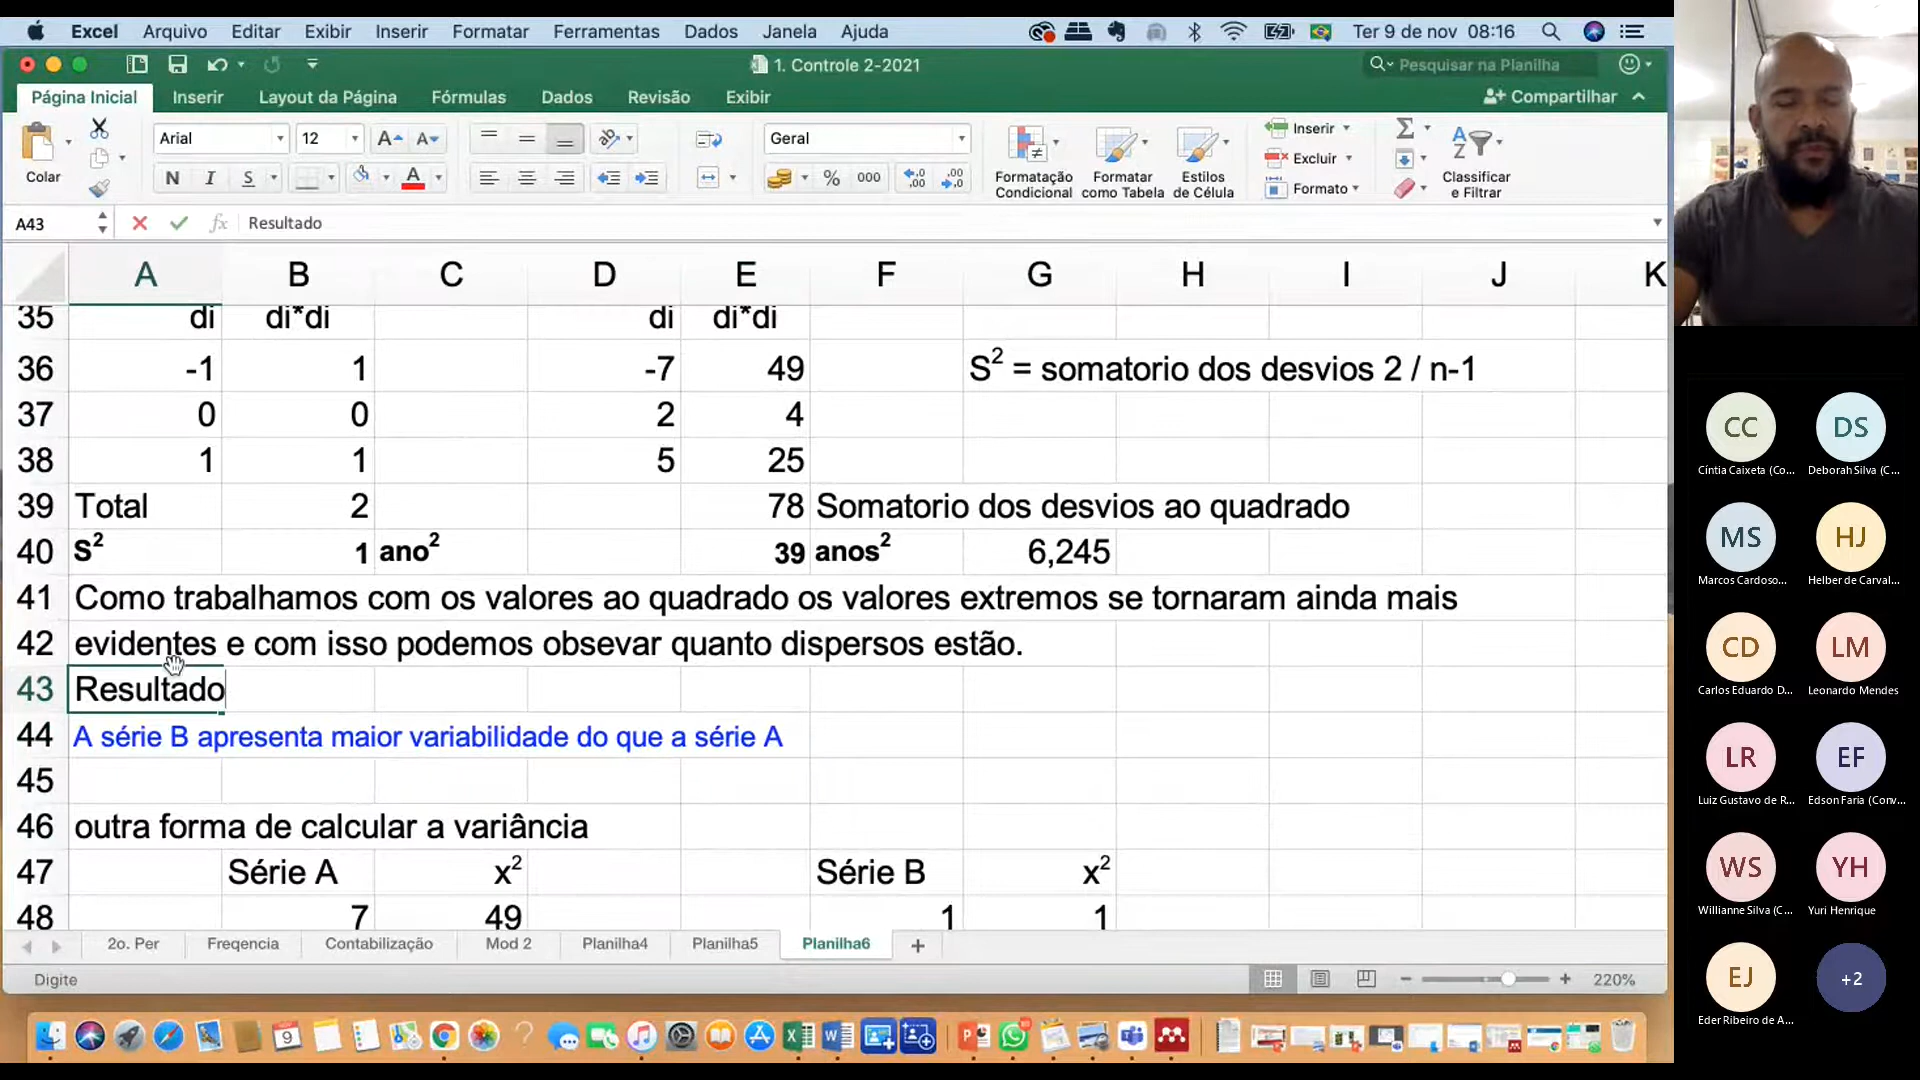 Excel Arquivo Editar Exibir Inserir Formatar Ferramentas Dados Janela Ajuda Ter 9 de nov 08:16
1. Controle 2-2021 Pesquisar na Planilha
Página Inicial Inserir Layout da Página Fórmulas Dados Revisão Exibir Compartilhar
Colar Arial 12 N I S A Geral % 000
Formatação Condicional Formatar como Tabela Estilos de Célula
Inserir
Excluir
Formato
Classificar e Filtrar
A43 fx Resultado
A B C D E F G H I J K
35 di di*di di di*di
36 -1 1 -7 49 S² = somatorio dos desvios 2 / n-1
37 0 0 2 4
38 1 1 5 25
39 Total 2 78 Somatorio dos desvios ao quadrado
40 S² 1 ano² 39 anos² 6,245
41 Como trabalhamos com os valores ao quadrado os valores extremos se tornaram ainda mais
42 evidentes e com isso podemos obsevar quanto dispersos estão.
43 Resultado
44 A série B apresenta maior variabilidade do que a série A
45
46 outra forma de calcular a variância
47 Série A x² Série B x²
48 7 49 1 1
2o. Per Freqencia Contabilização Mod 2 Planilha4 Planilha5 Planilha6 +
Digite 220%
CC DS
Cíntia Caixeta (Co... Deborah Silva (C...
MS HJ
Marcos Cardoso... Helber de Carval...
CD LM
Carlos Eduardo D... Leonardo Mendes
LR EF
Luiz Gustavo de R... Edson Faria (Conv...
WS YH
Willianne Silva (C... Yuri Henrique
EJ +2
Eder Ribeiro de A...